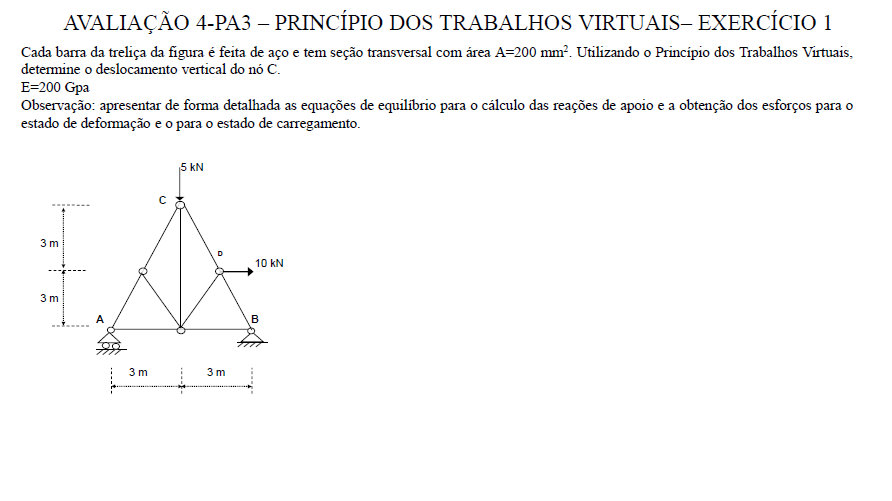 AVALIAÇÃO 4-PA3 – PRINCÍPIO DOS TRABALHOS VIRTUAIS– EXERCÍCIO 1
Cada barra da treliça da figura é feita de aço e tem seção transversal com área A=200 mm². Utilizando o Princípio dos Trabalhos Virtuais,
determine o deslocamento vertical do nó C.
E=200 Gpa
Observação: apresentar de forma detalhada as equações de equilíbrio para o cálculo das reações de apoio e a obtenção dos esforços para o
estado de deformação e o para o estado de carregamento.
5 kN
C
3 m
D
10 kN
3 m
A
B
3 m
3 m